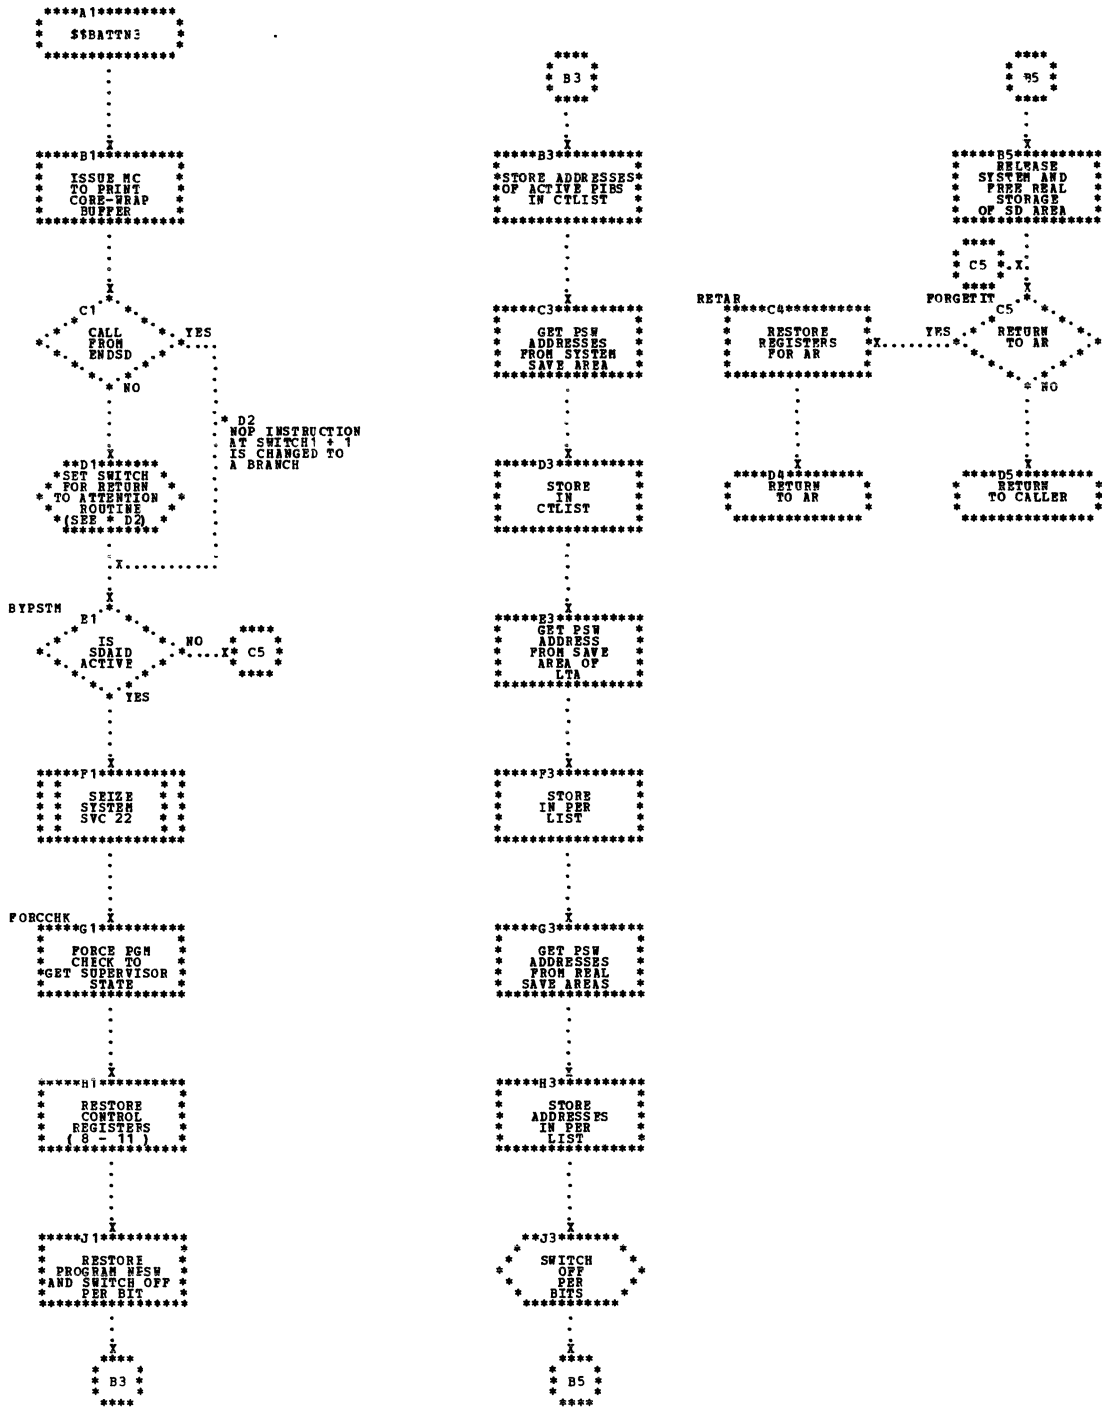 A1
$$BATTN3
B1
ISSUE MC
TO PRINT
CORE-WRAP
BUFFER
C1
CALL
FROM
ENDSD
YES
NO
* D2
NOP INSTRUCTION
AT SWITCH1 + 1
IS CHANGED TO
A BRANCH
D1
SET SWITCH
FOR RETURN
TO ATTENTION
ROUTINE
(SEE * D2)
BYPSTM
E1
IS
SDAID
ACTIVE
NO
C5
YES
F1
SEIZE
SYSTEM
SVC 22
FORCCHK
G1
FORCE PGM
CHECK TO
GET SUPERVISOR
STATE
H1
RESTORE
CONTROL
REGISTERS
( 8 - 11 )
J1
RESTORE
PROGRAM NPSW
AND SWITCH OFF
PER BIT
B3
B3
B3
STORE ADDRESSES
OF ACTIVE PIBS
IN CTLIST
C3
GET PSW
ADDRESSES
FROM SYSTEM
SAVE AREA
D3
STORE
IN
CTLIST
E3
GET PSW
ADDRESS
FROM SAVE
AREA OF
LTA
F3
STORE
IN PER
LIST
G3
GET PSW
ADDRESSES
FROM REAL
SAVE AREAS
H3
STORE
ADDRESSES
IN PER
LIST
J3
SWITCH
OFF
PER
BITS
B5
B5
B5
RELEASE
SYSTEM AND
FREE REAL
STORAGE
OF SD AREA
C5
FORGETIT
C5
RETURN
TO AR
YES
NO
RETAR
C4
RESTORE
REGISTERS
FOR AR
D4
RETURN
TO AR
D5
RETURN
TO CALLER